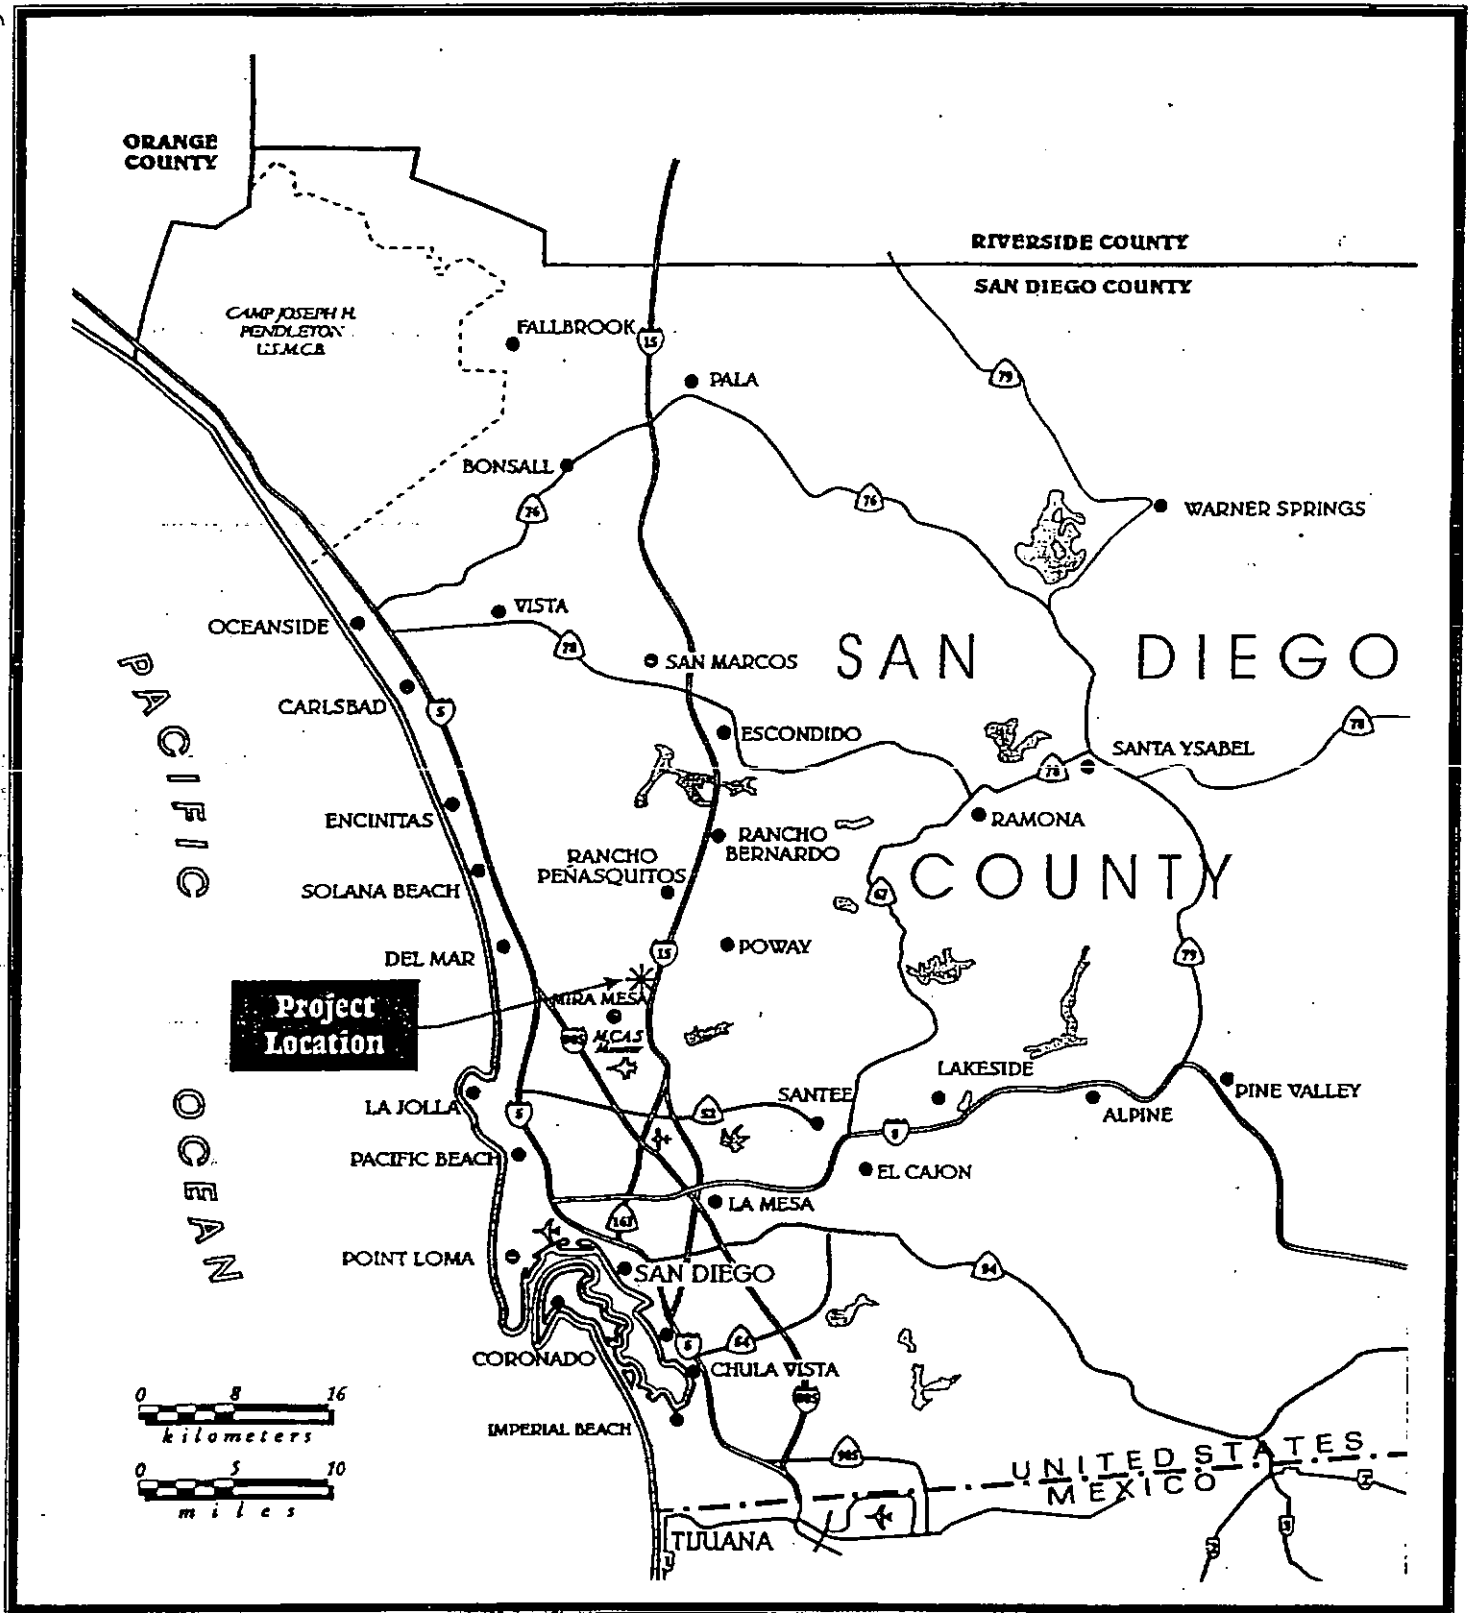 ORANGE
COUNTY
RIVERSIDE COUNTY
SAN DIEGO COUNTY
CAMP JOSEPH H.
PENDLETON
U.S.M.C.B.
FALLBROOK
15
PALA
79
BONSALL
76
76
WARNER SPRINGS
VISTA
OCEANSIDE
78
SAN MARCOS
SAN DIEGO
COUNTY
CARLSBAD
5
ESCONDIDO
78
SANTA YSABEL
78
ENCINITAS
RANCHO
BERNARDO
RAMONA
RANCHO
PEÑASQUITOS
SOLANA BEACH
67
PACIFIC
OCEAN
DEL MAR
15
POWAY
79
Project
Location
MIRA MESA
805
M.C.A.S.
Miramar
LA JOLLA
5
52
SANTEE
LAKESIDE
PINE VALLEY
ALPINE
8
PACIFIC BEACH
EL CAJON
LA MESA
163
POINT LOMA
SAN DIEGO
94
CORONADO
5
54
CHULA VISTA
805
IMPERIAL BEACH
905
0 8 16
kilometers
0 5 10
miles
UNITED STATES
MEXICO
TIJUANA
2
3